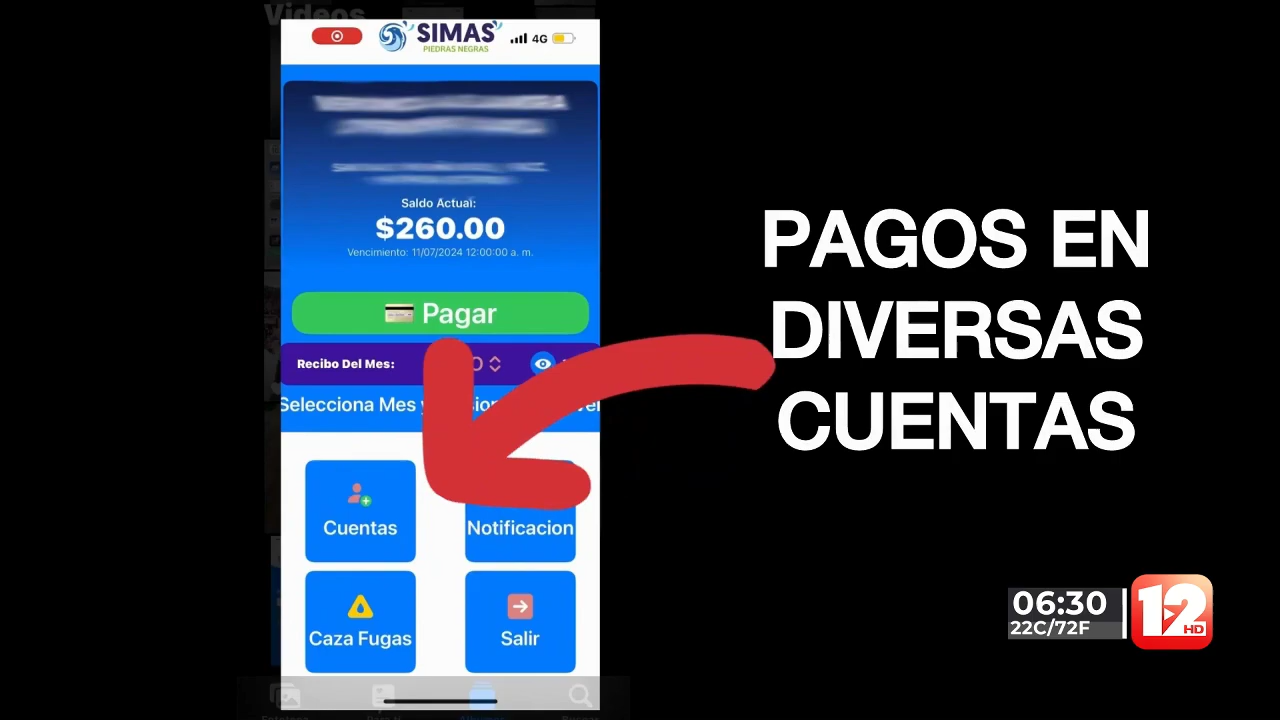 Videos
SIMAS
PIEDRAS NEGRAS
4G
Saldo Actual:
$260.00
Vencimiento: 11/07/2024 12:00:00 a. m.
Pagar
Recibo Del Mes:
Selecciona Mes y
Cuentas
Notificacion
Caza Fugas
Salir
PAGOS EN
DIVERSAS
CUENTAS
06:30
22C/72F
12
HD